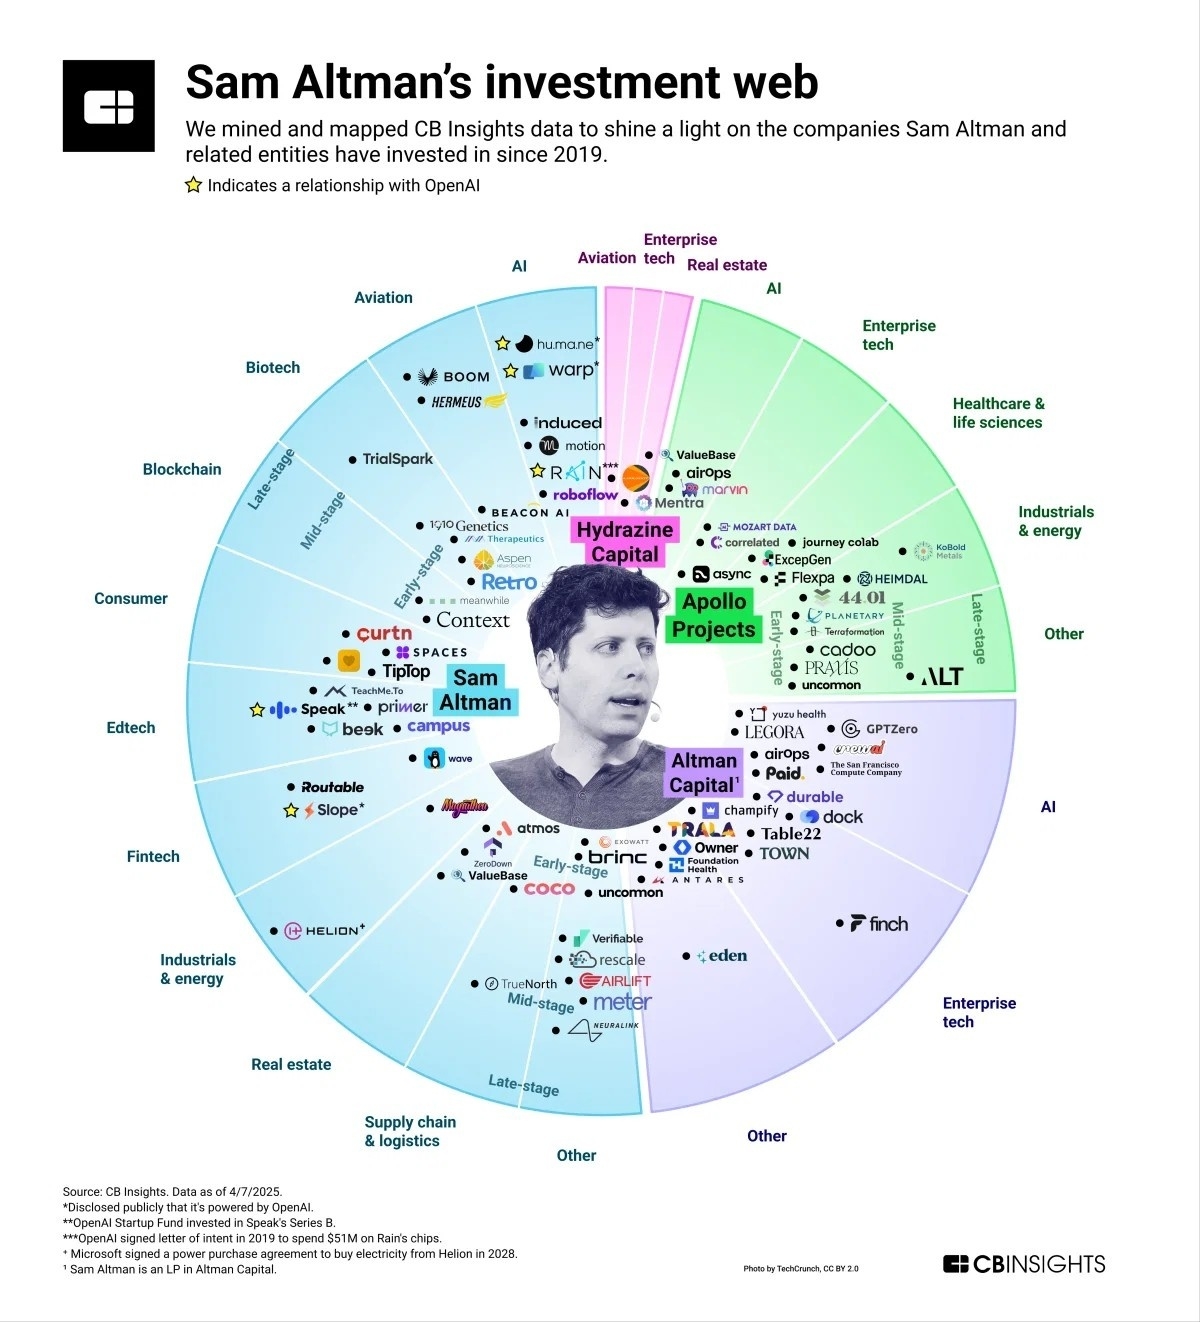 Sam Altman’s investment web
We mined and mapped CB Insights data to shine a light on the companies Sam Altman and
related entities have invested in since 2019.
Indicates a relationship with OpenAI
Aviation
Enterprise
tech
Real estate
AI
Enterprise
tech
Healthcare &
life sciences
Industrials
& energy
Other
AI
Enterprise
tech
Other
Other
Supply chain
& logistics
Real estate
Industrials
& energy
Fintech
Edtech
Consumer
Blockchain
Biotech
Aviation
AI
hu.ma.ne*
warp*
BOOM
HERMEUS
induced
motion
RAIN***
roboflow
BEACON AI
TrialSpark
Late-stage
Mid-stage
Early-stage
1910 Genetics
Therapeutics
Aspen
NEUROSCIENCE
Retro
meanwhile
Context
curtn
SPACES
TipTop
Sam
Altman
TeachMe.To
Speak**
primer
beek
campus
wave
Routable
Slope*
atmos
ZeroDown
ValueBase
coco
HELION⁺
EXOWATT
brinc
Early-stage
uncommon
Verifiable
rescale
TrueNorth
AIRLIFT
Mid-stage
meter
NEURALINK
Late-stage
Hydrazine
Capital
ValueBase
airops
marvin
Mentra
MOZART DATA
correlated
journey colab
ExcepGen
async
Flexpa
HEIMDAL
KoBold
Metals
Apollo
Projects
44.01
PLANETARY
Terraformation
cadoo
PRAXIS
uncommon
ALT
Early-stage
Mid-stage
Late-stage
Altman
Capital¹
yuzu health
LEGORA
GPTZero
crewai
airops
Paid.
The San Francisco
Compute Company
durable
champify
dock
TRALA
Table22
Owner
TOWN
Foundation
Health
ANTARES
finch
eden
Source: CB Insights. Data as of 4/7/2025.
*Disclosed publicly that it's powered by OpenAI.
**OpenAI Startup Fund invested in Speak's Series B.
***OpenAI signed letter of intent in 2019 to spend $51M on Rain's chips.
⁺ Microsoft signed a power purchase agreement to buy electricity from Helion in 2028.
¹ Sam Altman is an LP in Altman Capital.
Photo by TechCrunch, CC BY 2.0
CBINSIGHTS